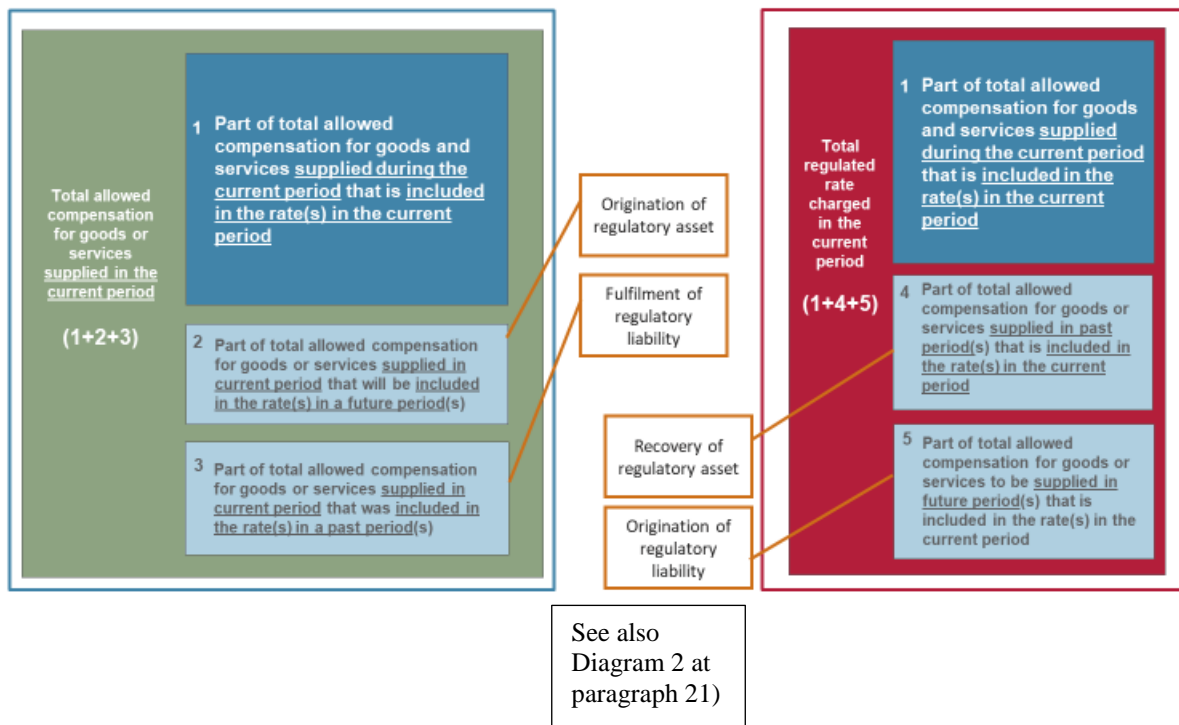 Total allowed
compensation
for goods or
services
supplied in the
current period
(1+2+3)
1 Part of total allowed
compensation for goods and
services supplied during the
current period that is included
in the rate(s) in the current
period
2 Part of total allowed compensation
for goods or services supplied in
current period that will be included
in the rate(s) in a future period(s)
3 Part of total allowed compensation
for goods or services supplied in
current period that was included in
the rate(s) in a past period(s)
Origination of
regulatory asset
Fulfilment of
regulatory
liability
Recovery of
regulatory asset
Origination of
regulatory
liability
Total
regulated
rate
charged
in the
current
period
(1+4+5)
1 Part of total allowed
compensation for goods
and services supplied
during the current period
that is included in the
rate(s) in the current
period
4 Part of total allowed
compensation for goods or
services supplied in past
period(s) that is included in
the rate(s) in the current
period
5 Part of total allowed
compensation for goods or
services to be supplied in
future period(s) that is
included in the rate(s) in the
current period
See also
Diagram 2 at
paragraph 21)